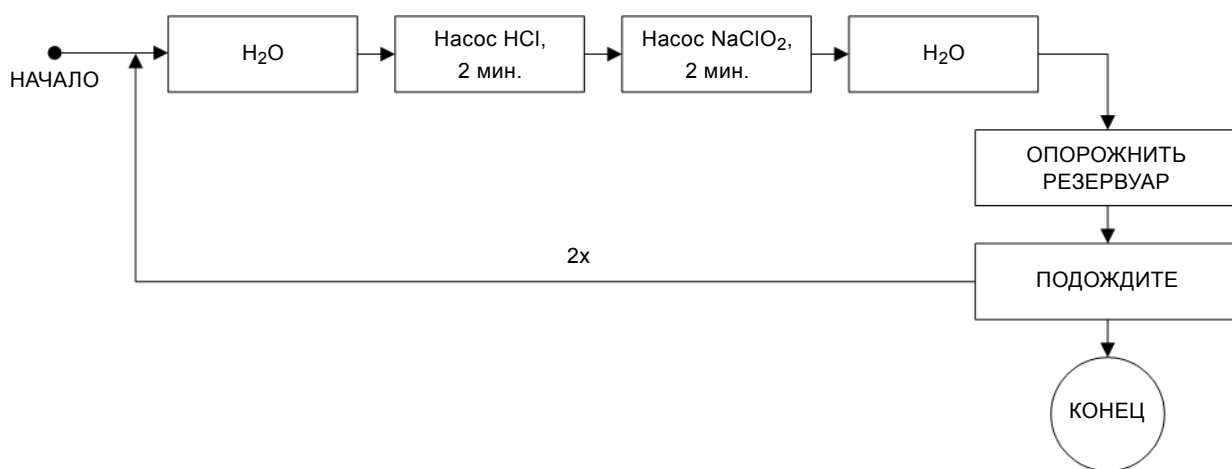 НАЧАЛО
H₂O
Насос HCl,
2 мин.
Насос NaClO₂,
2 мин.
H₂O
ОПОРОЖНИТЬ
РЕЗЕРВУАР
ПОДОЖДИТЕ
2x
КОНЕЦ